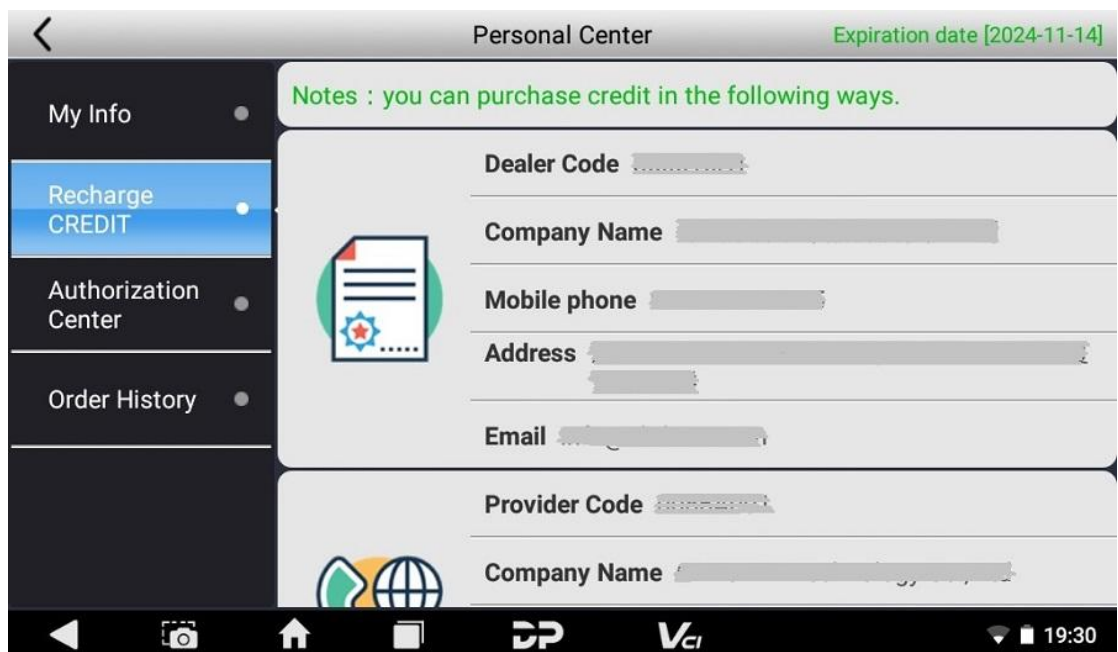 Personal Center
Expiration date [2024-11-14]
My Info
Recharge
CREDIT
Authorization
Center
Order History
Notes : you can purchase credit in the following ways.
Dealer Code
Company Name
Mobile phone
Address
Email
Provider Code
Company Name
DP
VCI
19:30